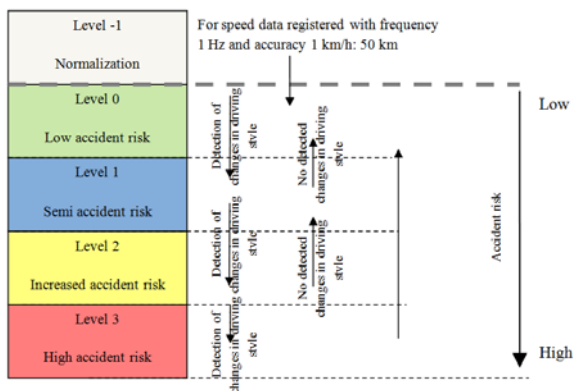 Level -1
Normalization
For speed data registered with frequency
1 Hz and accuracy 1 km/h: 50 km
Level 0
Low accident risk
Level 1
Semi accident risk
Level 2
Increased accident risk
Level 3
High accident risk
Detection of
changes in driving
style
No detected
changes in driving
style
Detection of
changes in driving
style
No detected
changes in driving
style
Detection of
changes in driving
style
Accident risk
Low
High